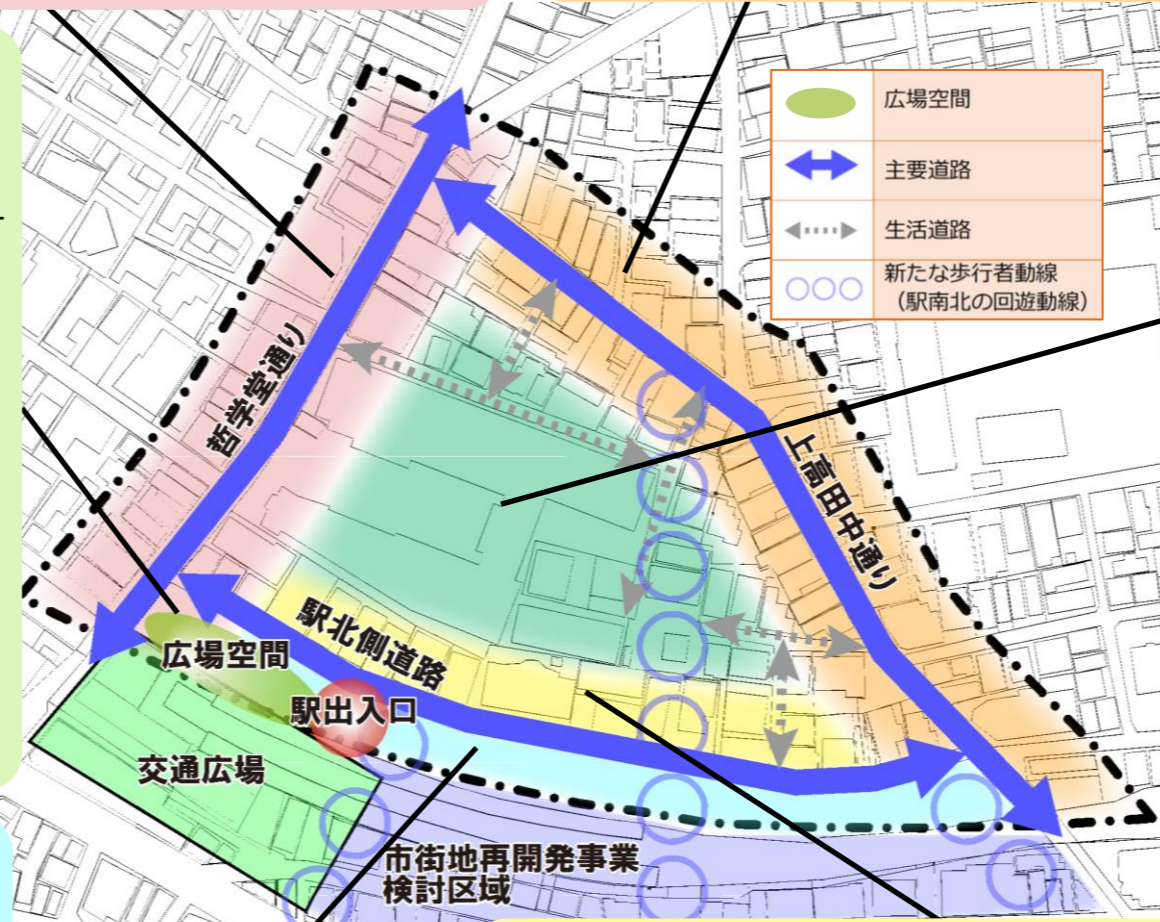 広場空間
主要道路
生活道路
新たな歩行者動線
（駅南北の回遊動線）
哲学堂通り
上高田中通り
駅北側道路
広場空間
駅出入口
交通広場
市街地再開発事業
検討区域